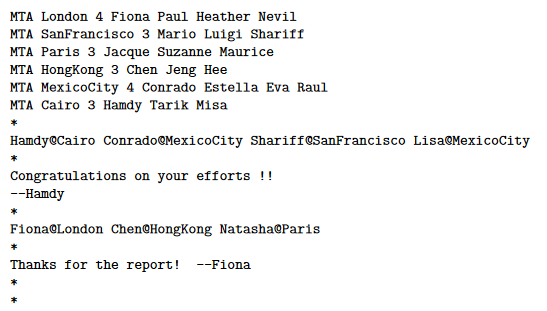 MTA London 4 Fiona Paul Heather Nevil
MTA SanFrancisco 3 Mario Luigi Shariff
MTA Paris 3 Jacque Suzanne Maurice
MTA HongKong 3 Chen Jeng Hee
MTA MexicoCity 4 Conrado Estella Eva Raul
MTA Cairo 3 Hamdy Tarik Misa
*
Hamdy@Cairo Conrado@MexicoCity Shariff@SanFrancisco Lisa@MexicoCity
*
Congratulations on your efforts !!
--Hamdy
*
Fiona@London Chen@HongKong Natasha@Paris
*
Thanks for the report!  --Fiona
*
*